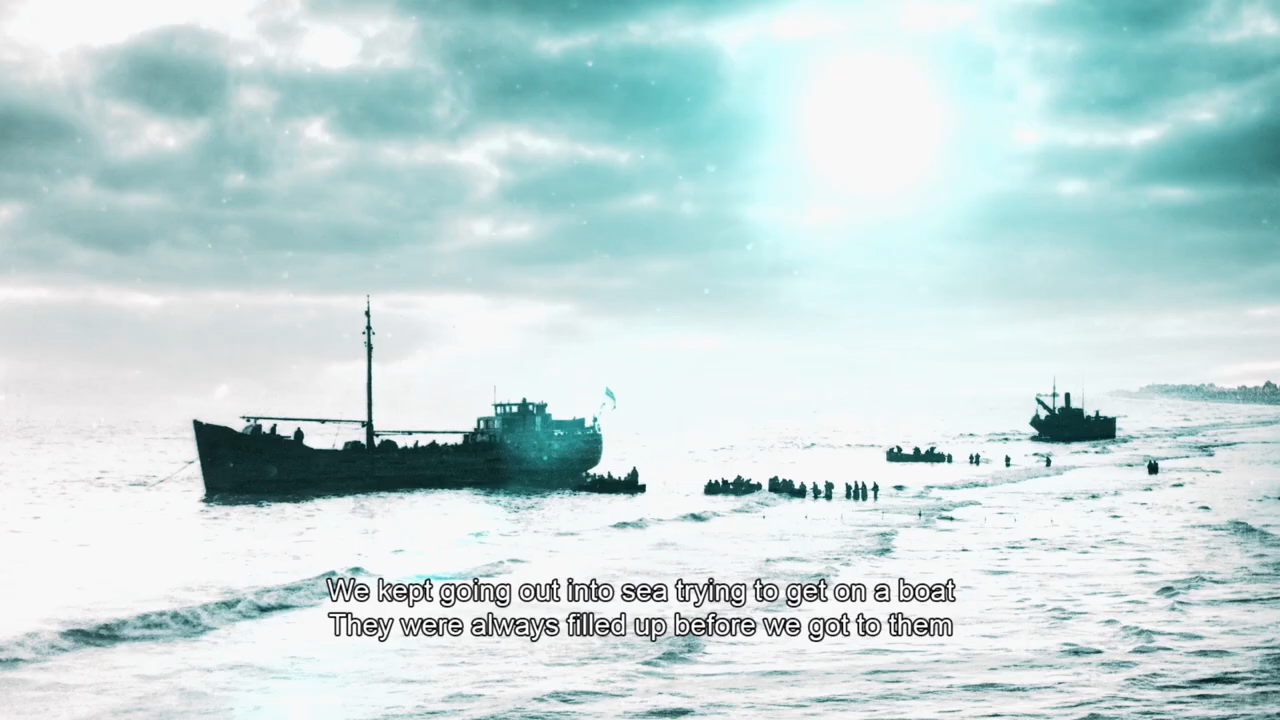 We kept going out into sea trying to get on a boat
They were always filled up before we got to them